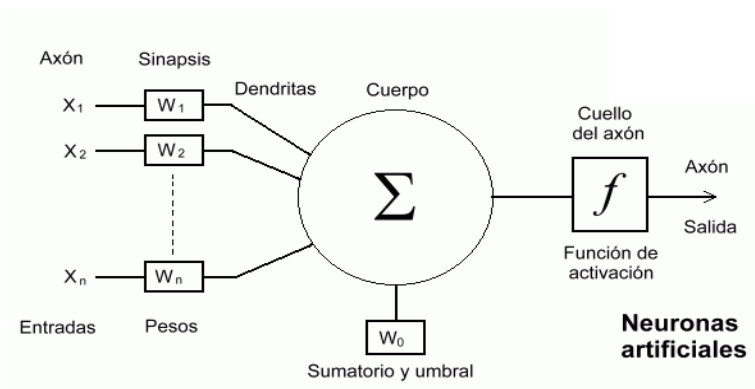 Axón
Sinapsis
Dendritas
Cuerpo
Cuello
del axón
X1
W1
X2
W2
Σ
f
Axón
Salida
Función de
activación
Xn
Wn
Entradas
Pesos
W0
Sumatorio y umbral
Neuronas
artificiales